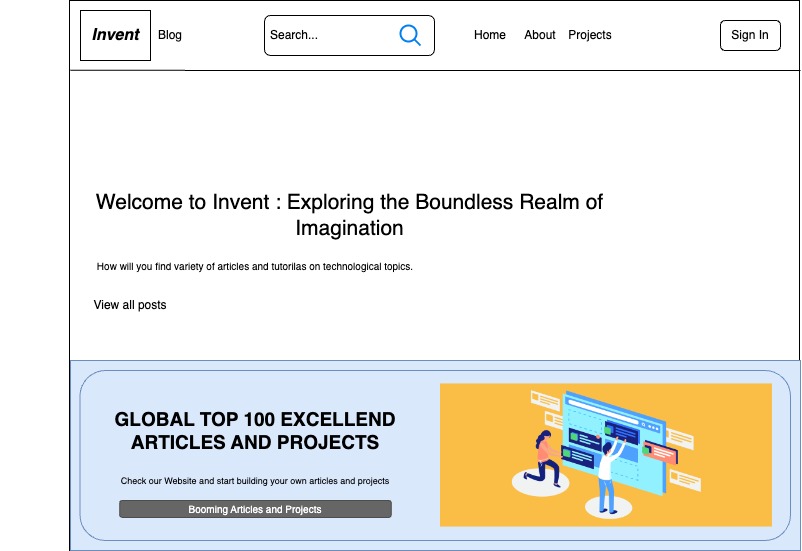 Invent Blog Search... Home About Projects Sign In
Welcome to Invent : Exploring the Boundless Realm of
Imagination
How will you find variety of articles and tutorilas on technological topics.
View all posts
GLOBAL TOP 100 EXCELLEND
ARTICLES AND PROJECTS
Check our Website and start building your own articles and projects
Booming Articles and Projects